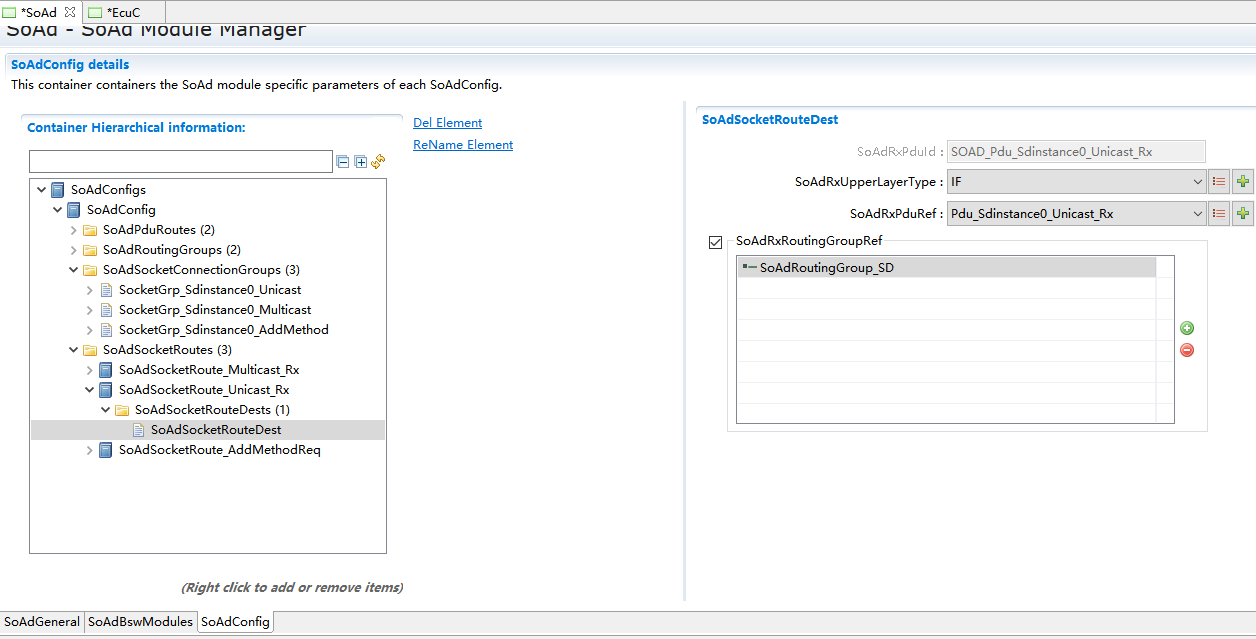 *SoAd
*EcuC
SoAd - SoAd Module Manager
SoAdConfig details
This container containers the SoAd module specific parameters of each SoAdConfig.
Container Hierarchical information:
Del Element
ReName Element
SoAdConfigs
SoAdConfig
SoAdPduRoutes (2)
SoAdRoutingGroups (2)
SoAdSocketConnectionGroups (3)
SocketGrp_Sdinstance0_Unicast
SocketGrp_Sdinstance0_Multicast
SocketGrp_Sdinstance0_AddMethod
SoAdSocketRoutes (3)
SoAdSocketRoute_Multicast_Rx
SoAdSocketRoute_Unicast_Rx
SoAdSocketRouteDests (1)
SoAdSocketRouteDest
SoAdSocketRoute_AddMethodReq
(Right click to add or remove items)
SoAdSocketRouteDest
SoAdRxPduId : SOAD_Pdu_Sdinstance0_Unicast_Rx
SoAdRxUpperLayerType : IF
SoAdRxPduRef : Pdu_Sdinstance0_Unicast_Rx
SoAdRxRoutingGroupRef
SoAdRoutingGroup_SD
SoAdGeneral SoAdBswModules SoAdConfig